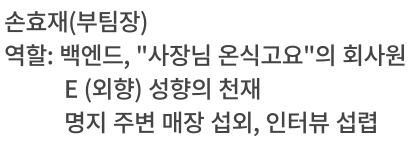 손효재(부팀장)
역할: 백엔드, "사장님 온식고요"의 회사원
E (외향) 성향의 천재
명지 주변 매장 섭외, 인터뷰 섭렵